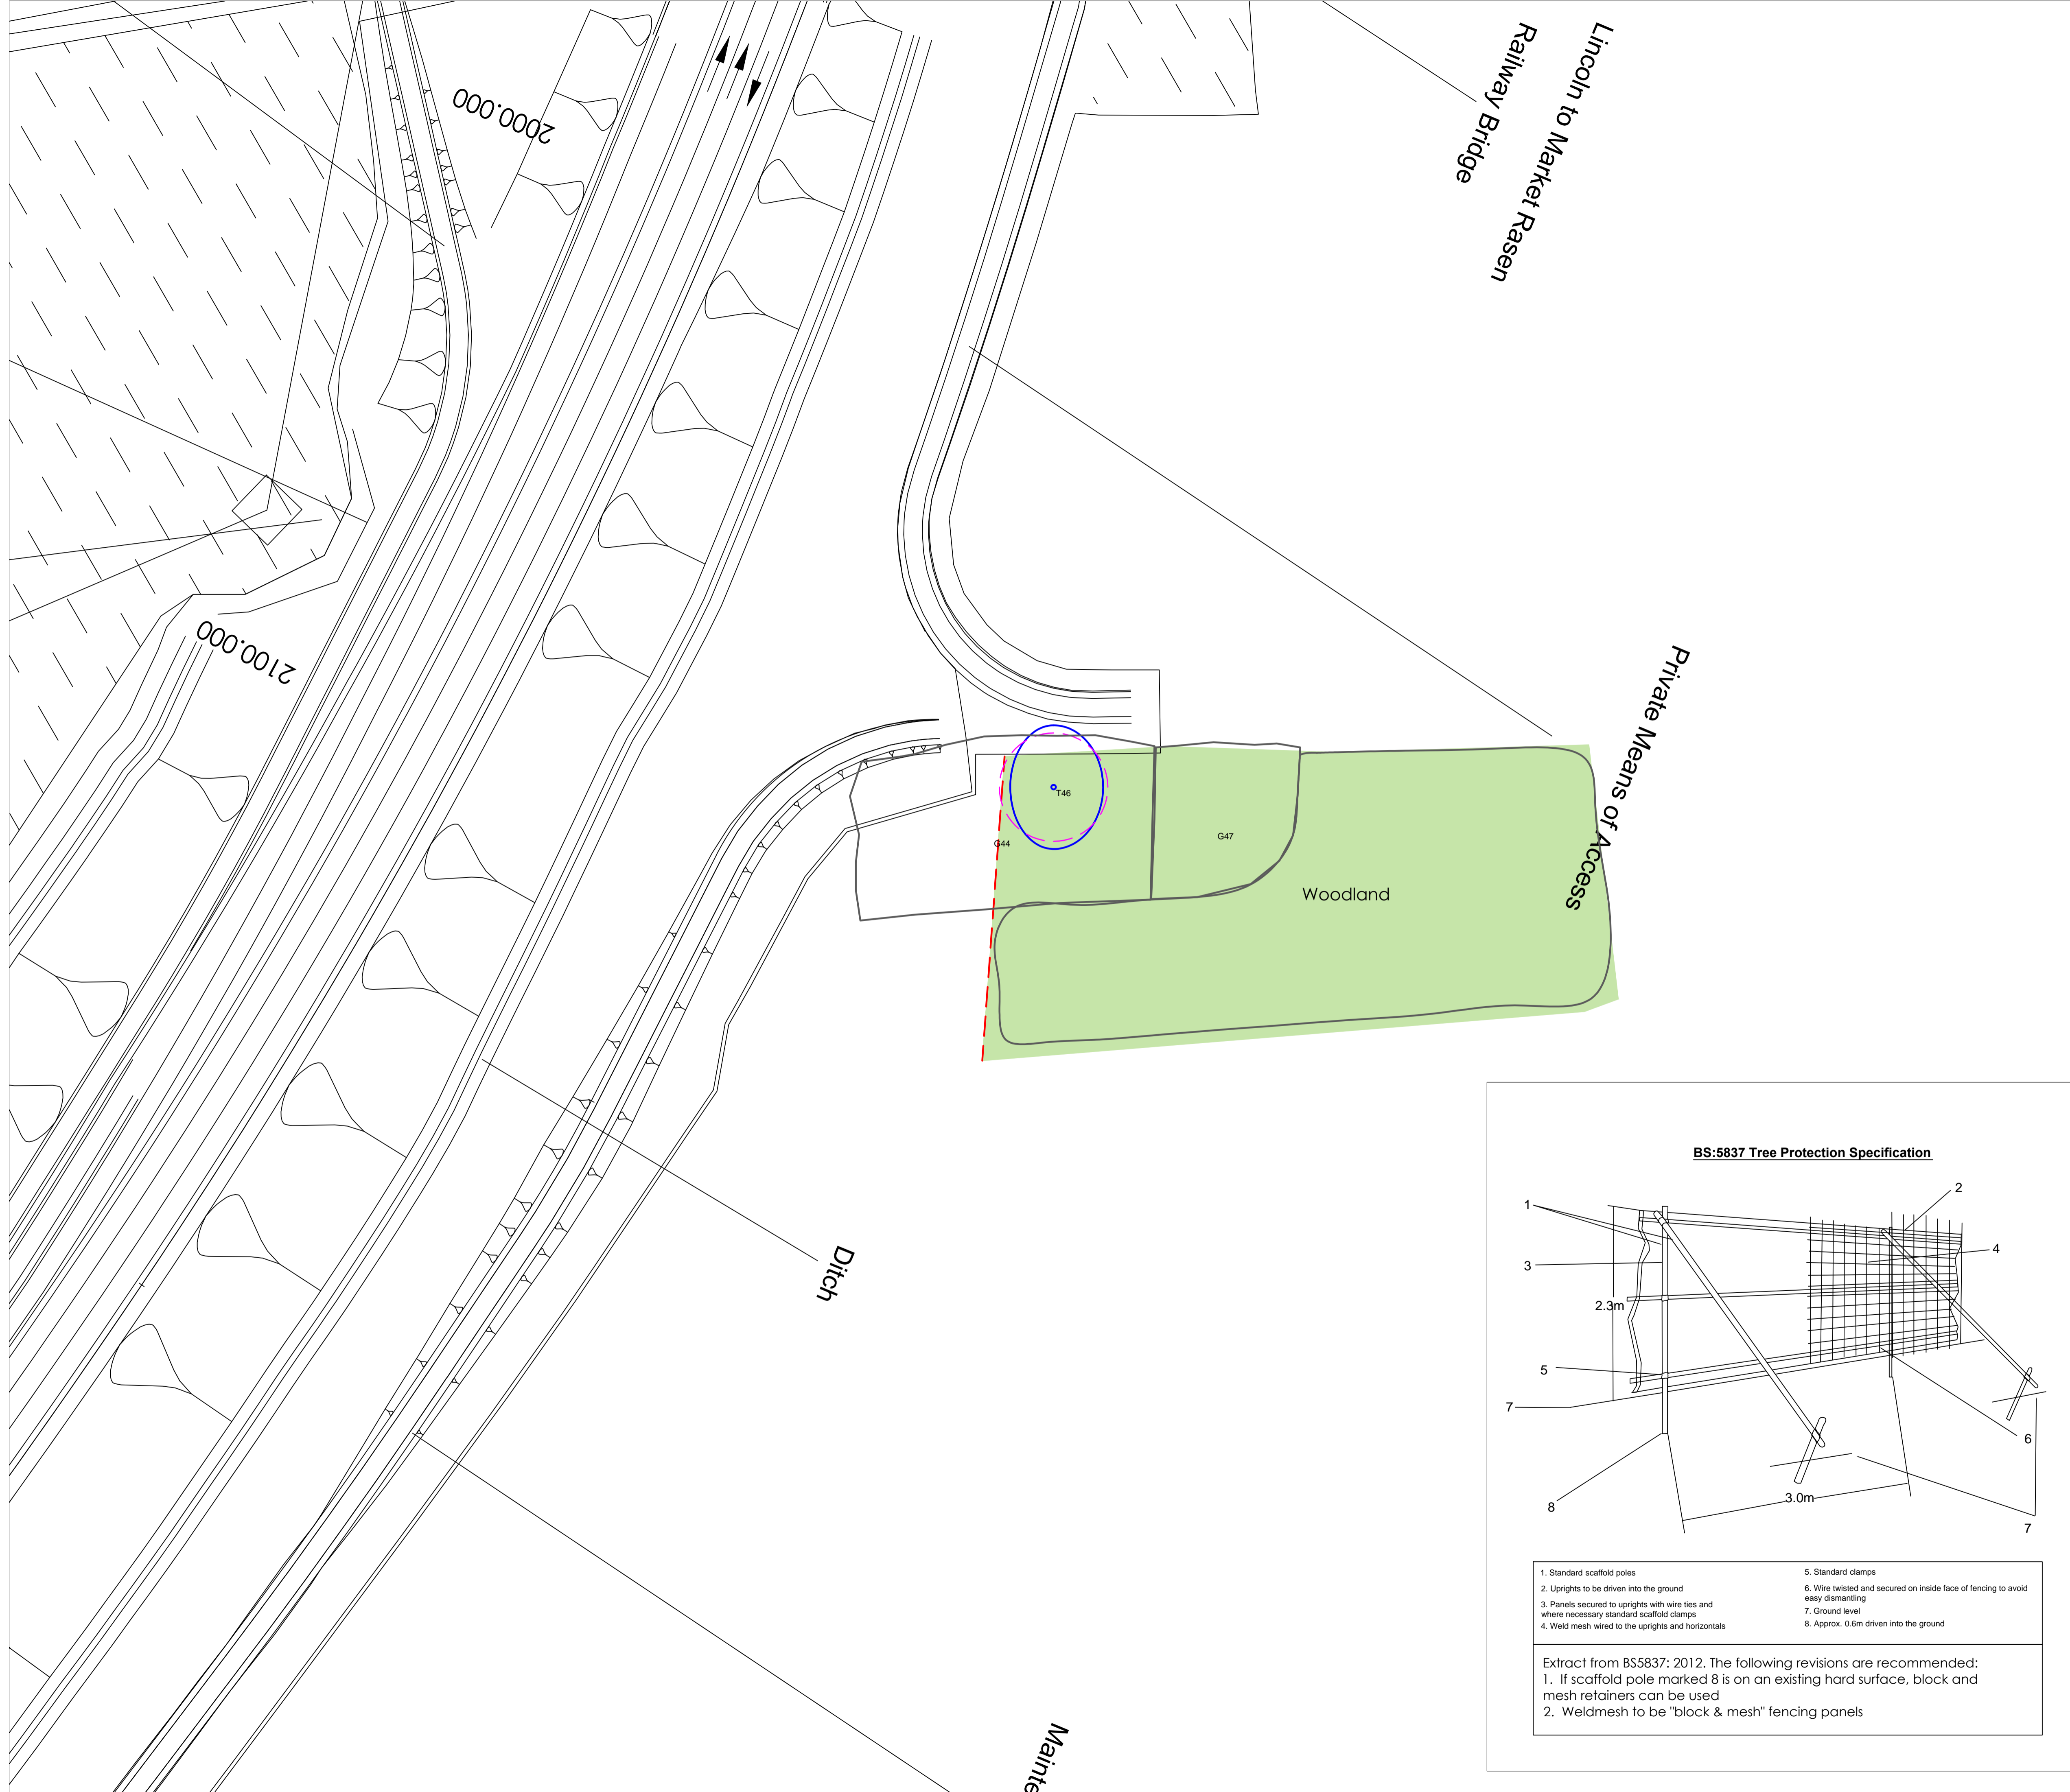 Lincoln to Market Rasen
Railway Bridge
2000.000
2100.000
Private Means of Access
T46
G44
G47
Woodland
Ditch
BS:5837 Tree Protection Specification
1
2
3
4
2.3m
5
7
6
8
3.0m
7
1. Standard scaffold poles
2. Uprights to be driven into the ground
3. Panels secured to uprights with wire ties and
where necessary standard scaffold clamps
4. Weld mesh wired to the uprights and horizontals
5. Standard clamps
6. Wire twisted and secured on inside face of fencing to avoid
easy dismantling
7. Ground level
8. Approx. 0.6m driven into the ground
Extract from BS5837: 2012. The following revisions are recommended:
1. If scaffold pole marked 8 is on an existing hard surface, block and
mesh retainers can be used
2. Weldmesh to be "block & mesh" fencing panels